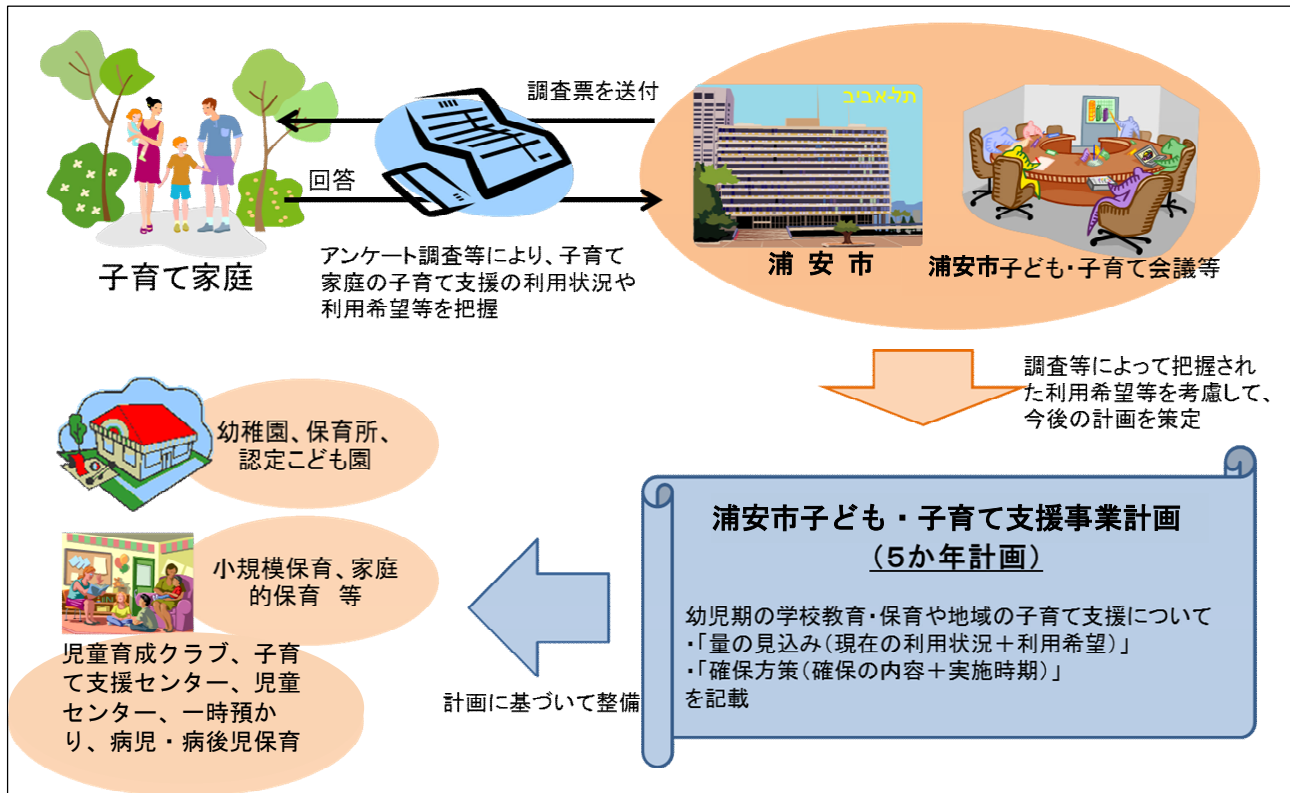 調査票を送付
回答
子育て家庭
アンケート調査等により、子育て
家庭の子育て支援の利用状況や
利用希望等を把握
תל-אביב
浦 安 市
浦安市子ども・子育て会議等
調査等によって把握され
た利用希望等を考慮して、
今後の計画を策定
浦安市子ども・子育て支援事業計画
(5か年計画)
幼児期の学校教育・保育や地域の子育て支援について
・「量の見込み(現在の利用状況+利用希望)」
・「確保方策(確保の内容+実施時期)」
を記載
計画に基づいて整備
幼稚園、保育所、
認定こども園
小規模保育、家庭
的保育 等
児童育成クラブ、子育
て支援センター、児童
センター、一時預か
り、病児・病後児保育